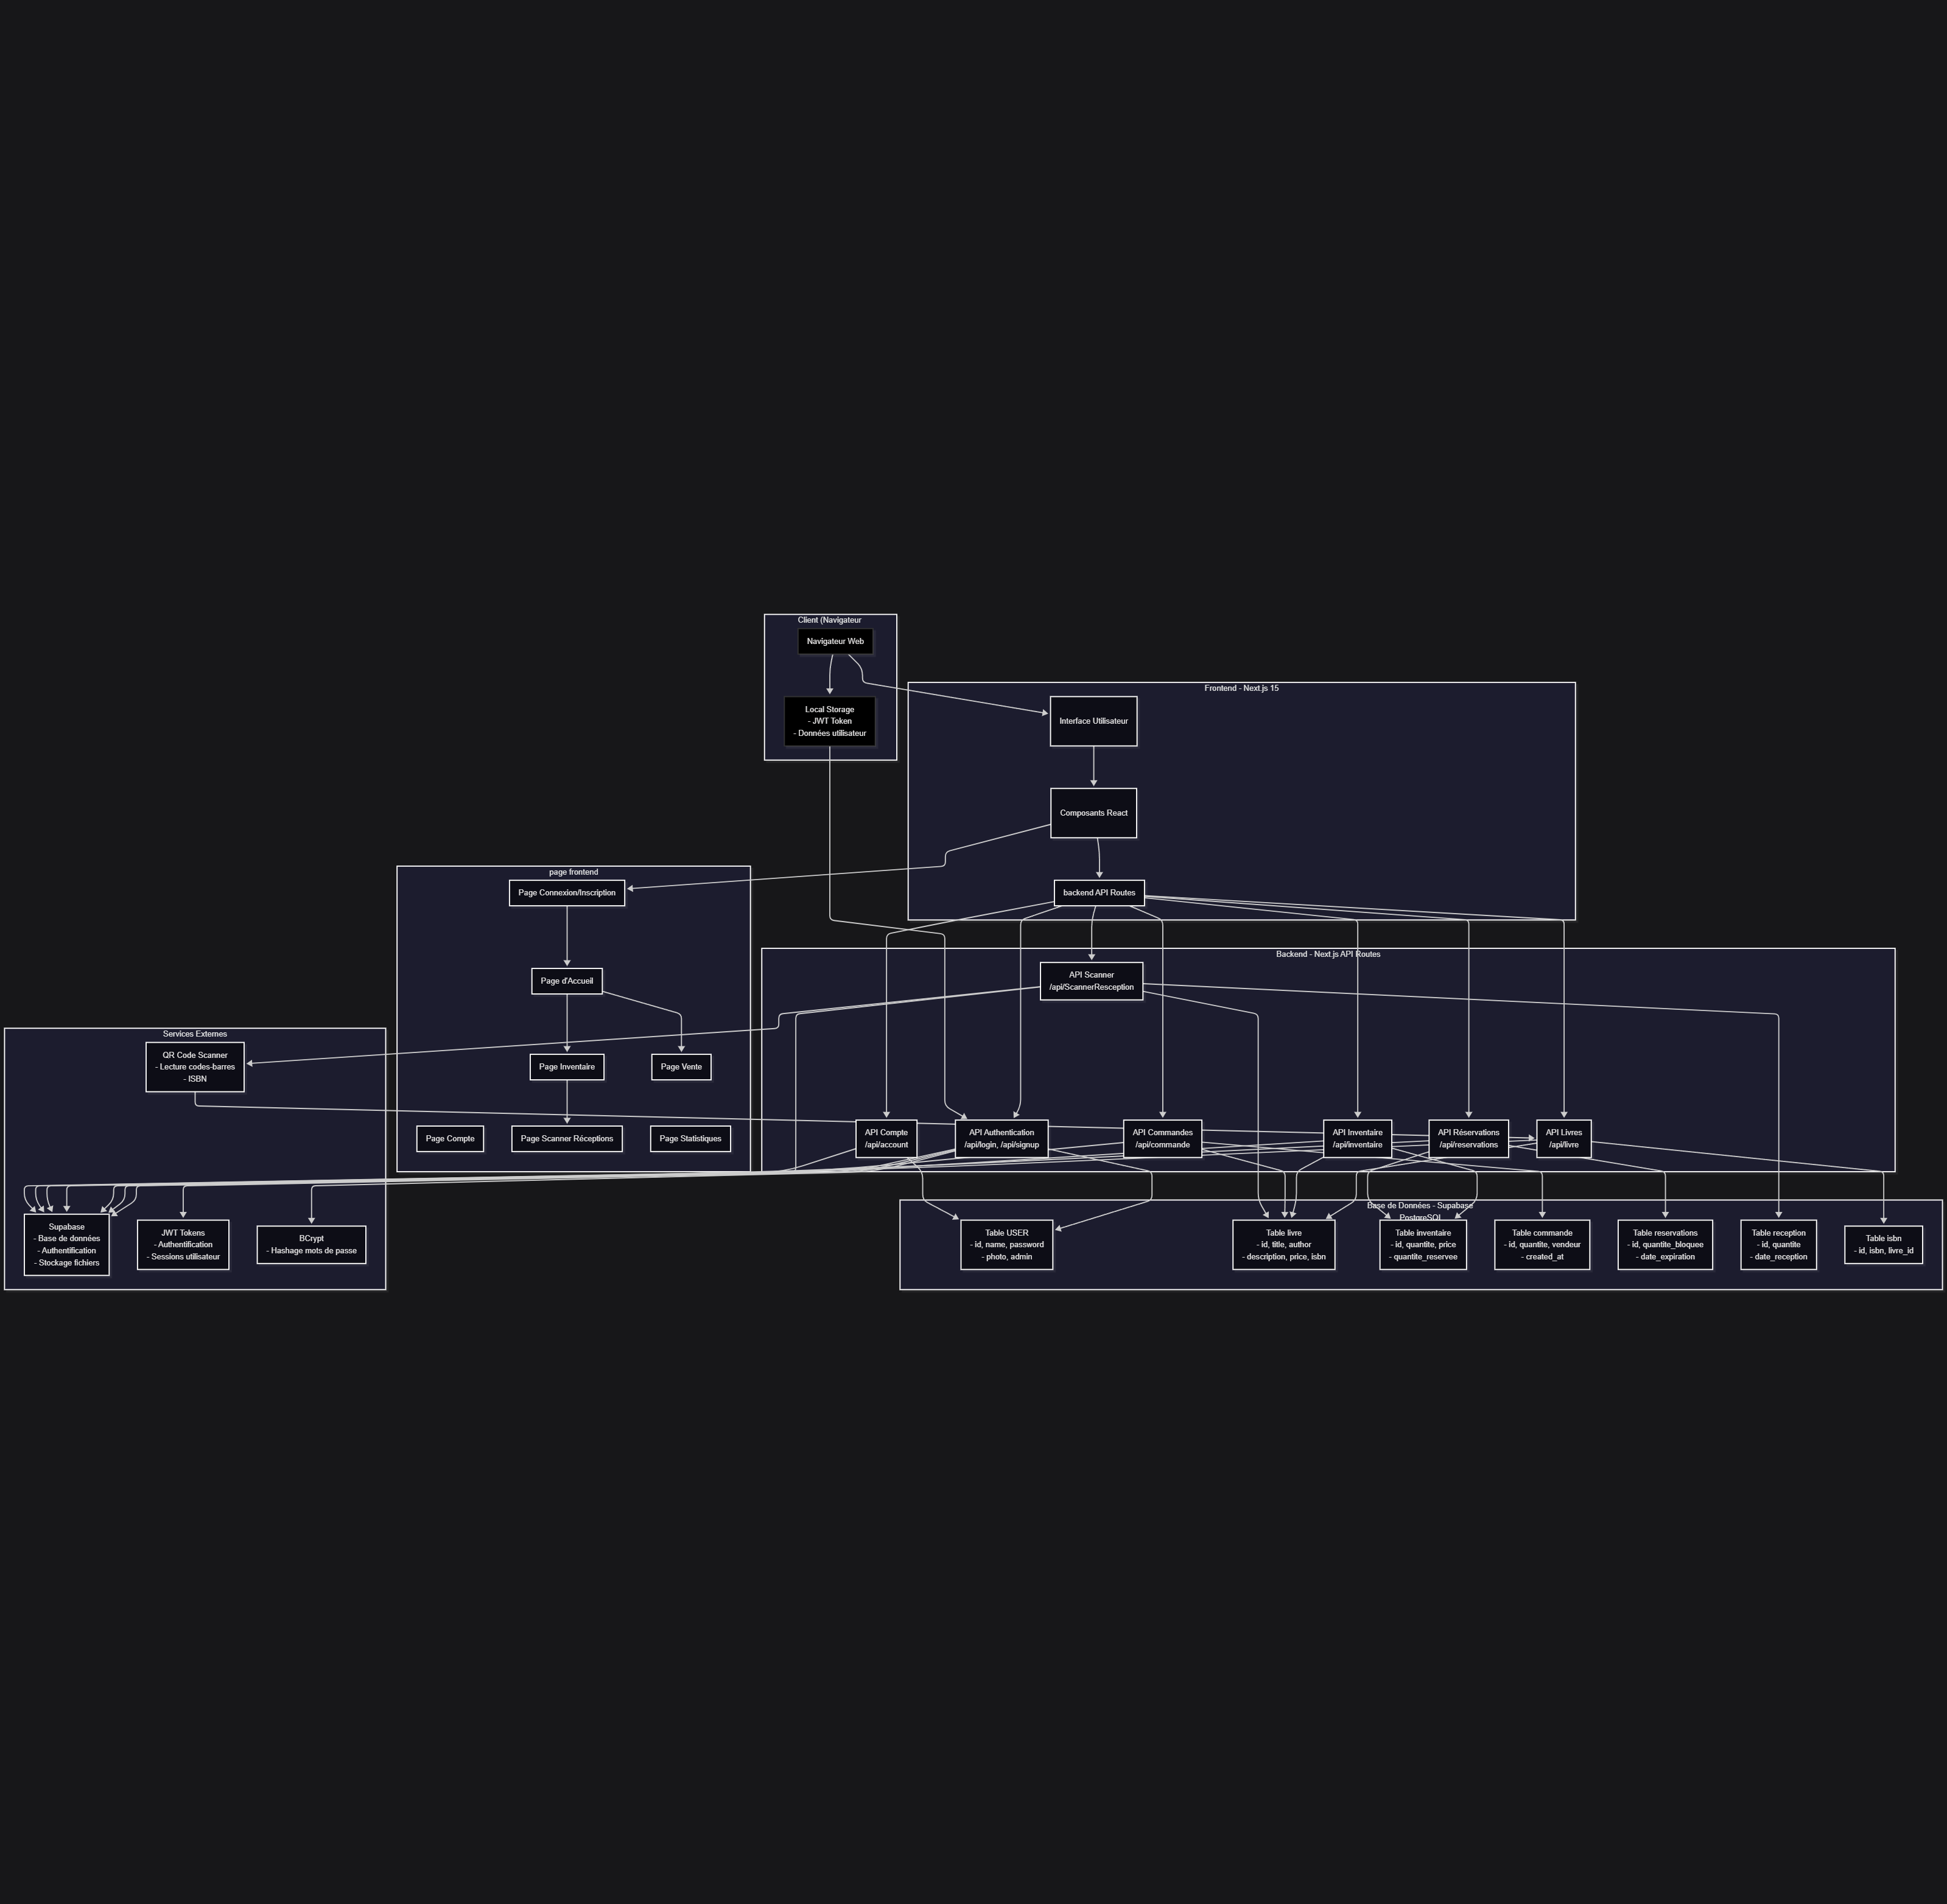 Client (Navigateur
Navigateur Web
Local Storage
- JWT Token
- Données utilisateur
Frontend - Next.js 15
Interface Utilisateur
Composants React
backend API Routes
page frontend
Page Connexion/Inscription
Page d'Accueil
Page Inventaire
Page Vente
Page Compte
Page Scanner Réceptions
Page Statistiques
Backend - Next.js API Routes
API Scanner
/api/ScannerResception
API Compte
/api/account
API Authentication
/api/login, /api/signup
API Commandes
/api/commande
API Inventaire
/api/inventaire
API Réservations
/api/reservations
API Livres
/api/livre
Services Externes
QR Code Scanner
- Lecture codes-barres
- ISBN
Supabase
- Base de données
- Authentification
- Stockage fichiers
JWT Tokens
- Authentification
- Sessions utilisateur
BCrypt
- Hashage mots de passe
Base de Données - Supabase
PostgreSQL
Table USER
- id, name, password
- photo, admin
Table livre
- id, title, author
- description, price, isbn
Table inventaire
- id, quantite, price
- quantite_reservee
Table commande
- id, quantite, vendeur
- created_at
Table reservations
- id, quantite_bloquee
- date_expiration
Table reception
- id, quantite
- date_reception
Table isbn
- id, isbn, livre_id